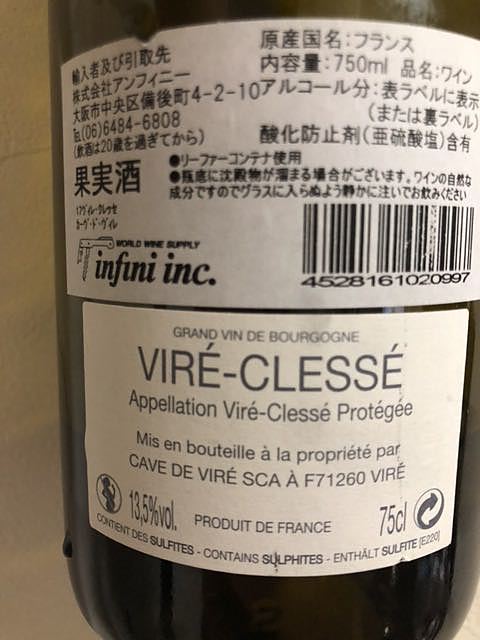 輸入者及び引取先
株式会社アンフィニー
大阪市中央区備後町4-2-10
℡(06)6484-6808
(飲酒は20歳を過ぎてから)
原産国名:フランス
内容量:750ml 品名:ワイン
アルコール分:表ラベルに表示
(または裏ラベル)
酸化防止剤(亜硫酸塩)含有
果実酒
●リーファーコンテナ使用
●瓶底に沈殿物が溜まる場合がございます。ワインの自然な
成分ですのでグラスに入らぬよう静かに注いでお飲みください
WORLD WINE SUPPLY
infini inc.
4528161020997
GRAND VIN DE BOURGOGNE
VIRÉ-CLESSÉ
Appellation Viré-Clessé Protégée
Mis en bouteille à la propriété par
CAVE DE VIRÉ SCA À F71260 VIRÉ
13,5%vol.
PRODUIT DE FRANCE
75cl
CONTIENT DES SULFITES - CONTAINS SULPHITES - ENTHÄLT SULFITE [E220]